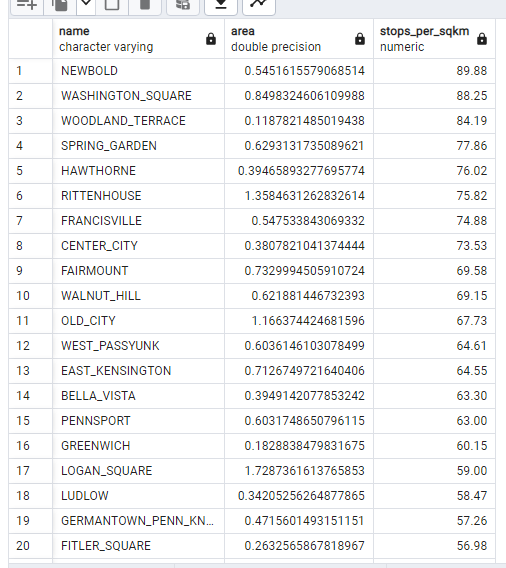 name area stops_per_sqkm
character varying double precision numeric
1 NEWBOLD 0.5451615579068514 89.88
2 WASHINGTON_SQUARE 0.8498324606109988 88.25
3 WOODLAND_TERRACE 0.1187821485019438 84.19
4 SPRING_GARDEN 0.6293131735089621 77.86
5 HAWTHORNE 0.39465893277695774 76.02
6 RITTENHOUSE 1.3584631262832614 75.82
7 FRANCISVILLE 0.547533843069332 74.88
8 CENTER_CITY 0.3807821041374444 73.53
9 FAIRMOUNT 0.7329994505910724 69.58
10 WALNUT_HILL 0.621881446732393 69.15
11 OLD_CITY 1.166374424681596 67.73
12 WEST_PASSYUNK 0.6036146103078499 64.61
13 EAST_KENSINGTON 0.7126749721640406 64.55
14 BELLA_VISTA 0.3949142077853242 63.30
15 PENNSPORT 0.6031748650796115 63.00
16 GREENWICH 0.1828838479831675 60.15
17 LOGAN_SQUARE 1.7287361613765853 59.00
18 LUDLOW 0.34205256264877865 58.47
19 GERMANTOWN_PENN_KN... 0.4715601493151151 57.26
20 FITLER_SQUARE 0.2632565867818967 56.98